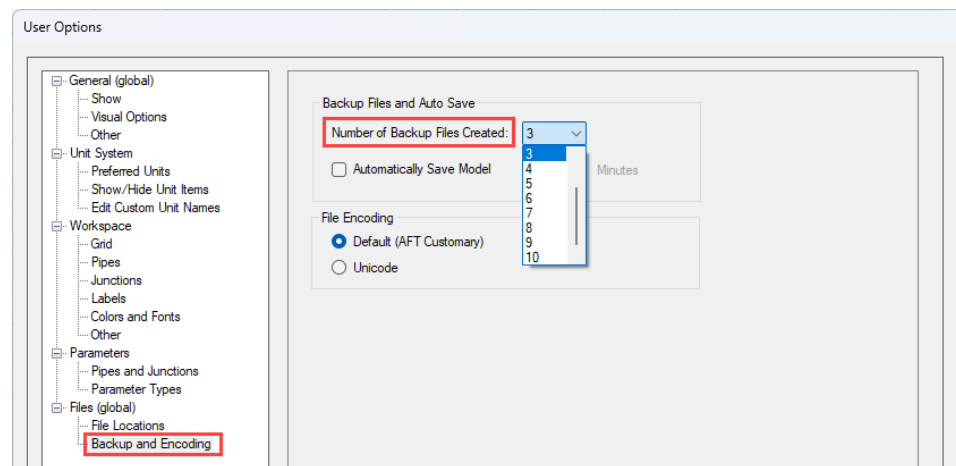 User Options
General (global)
Show
Visual Options
Other
Unit System
Preferred Units
Show/Hide Unit Items
Edit Custom Unit Names
Workspace
Grid
Pipes
Junctions
Labels
Colors and Fonts
Other
Parameters
Pipes and Junctions
Parameter Types
Files (global)
File Locations
Backup and Encoding
Backup Files and Auto Save
Number of Backup Files Created: 3
Automatically Save Model
Minutes
3
4
5
6
7
8
9
10
File Encoding
Default (AFT Customary)
Unicode